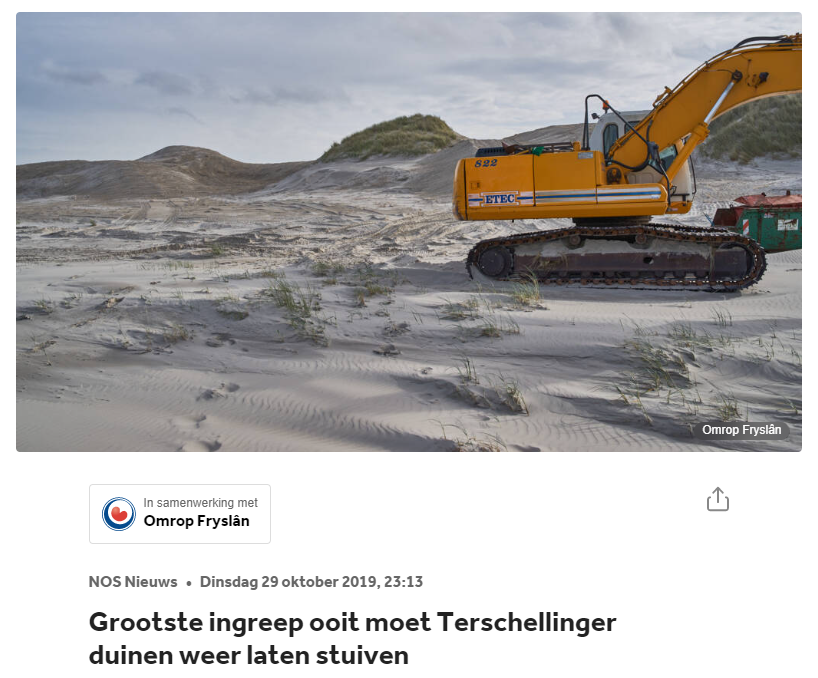 S22
ETEC
Omrop Fryslân
In samenwerking met
Omrop Fryslân
NOS Nieuws • Dinsdag 29 oktober 2019, 23:13
Grootste ingreep ooit moet Terschellinger
duinen weer laten stuiven